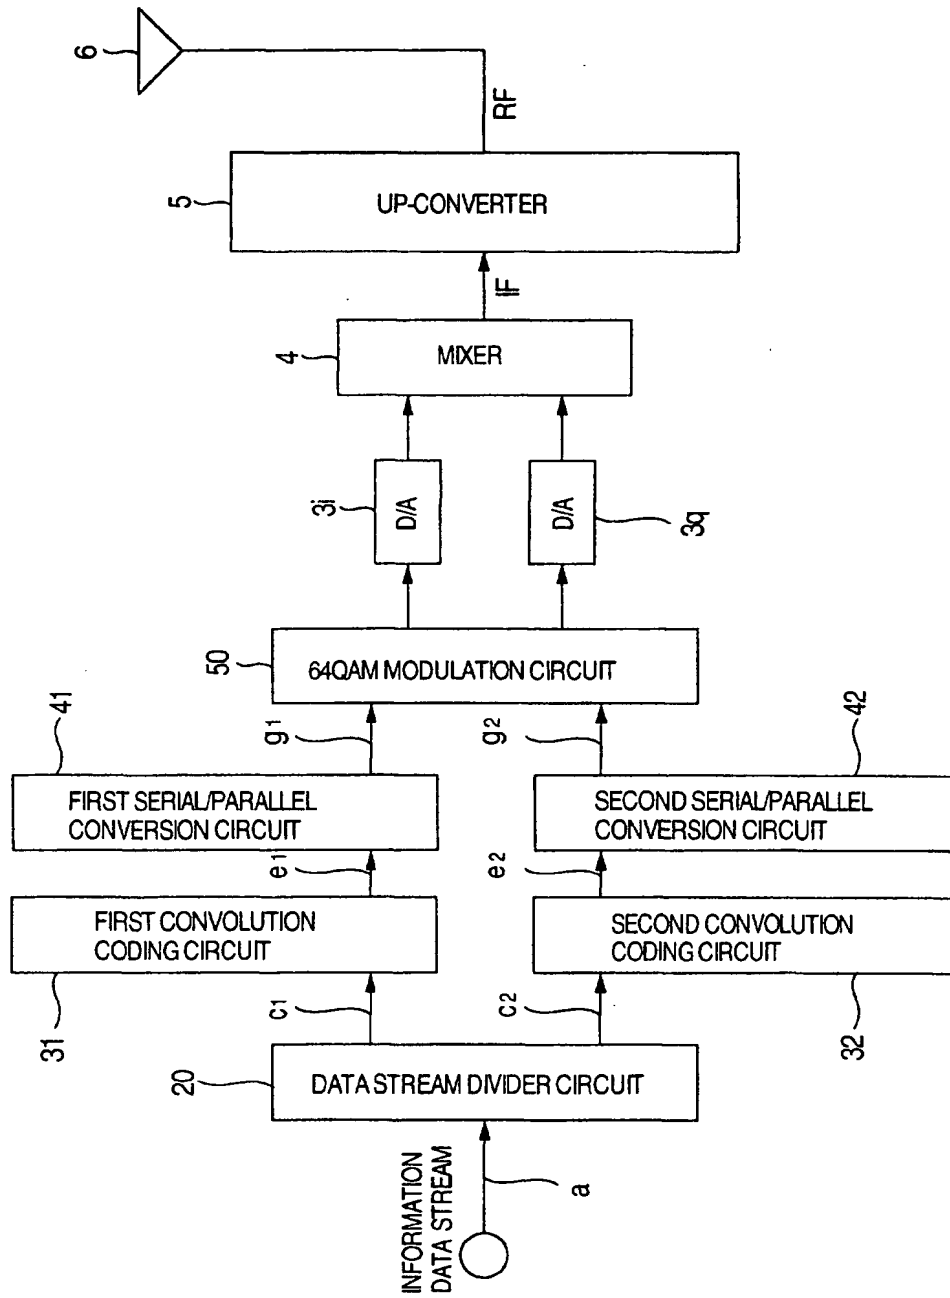 6
RF
5
UP-CONVERTER
IF
4
MIXER
3i
D/A
D/A
3q
50
64QAM MODULATION CIRCUIT
41
g1
g2
42
FIRST SERIAL/PARALLEL
CONVERSION CIRCUIT
SECOND SERIAL/PARALLEL
CONVERSION CIRCUIT
e1
e2
FIRST CONVOLUTION
CODING CIRCUIT
SECOND CONVOLUTION
CODING CIRCUIT
31
c1
c2
32
20
DATA STREAM DIVIDER CIRCUIT
INFORMATION
DATA STREAM
a